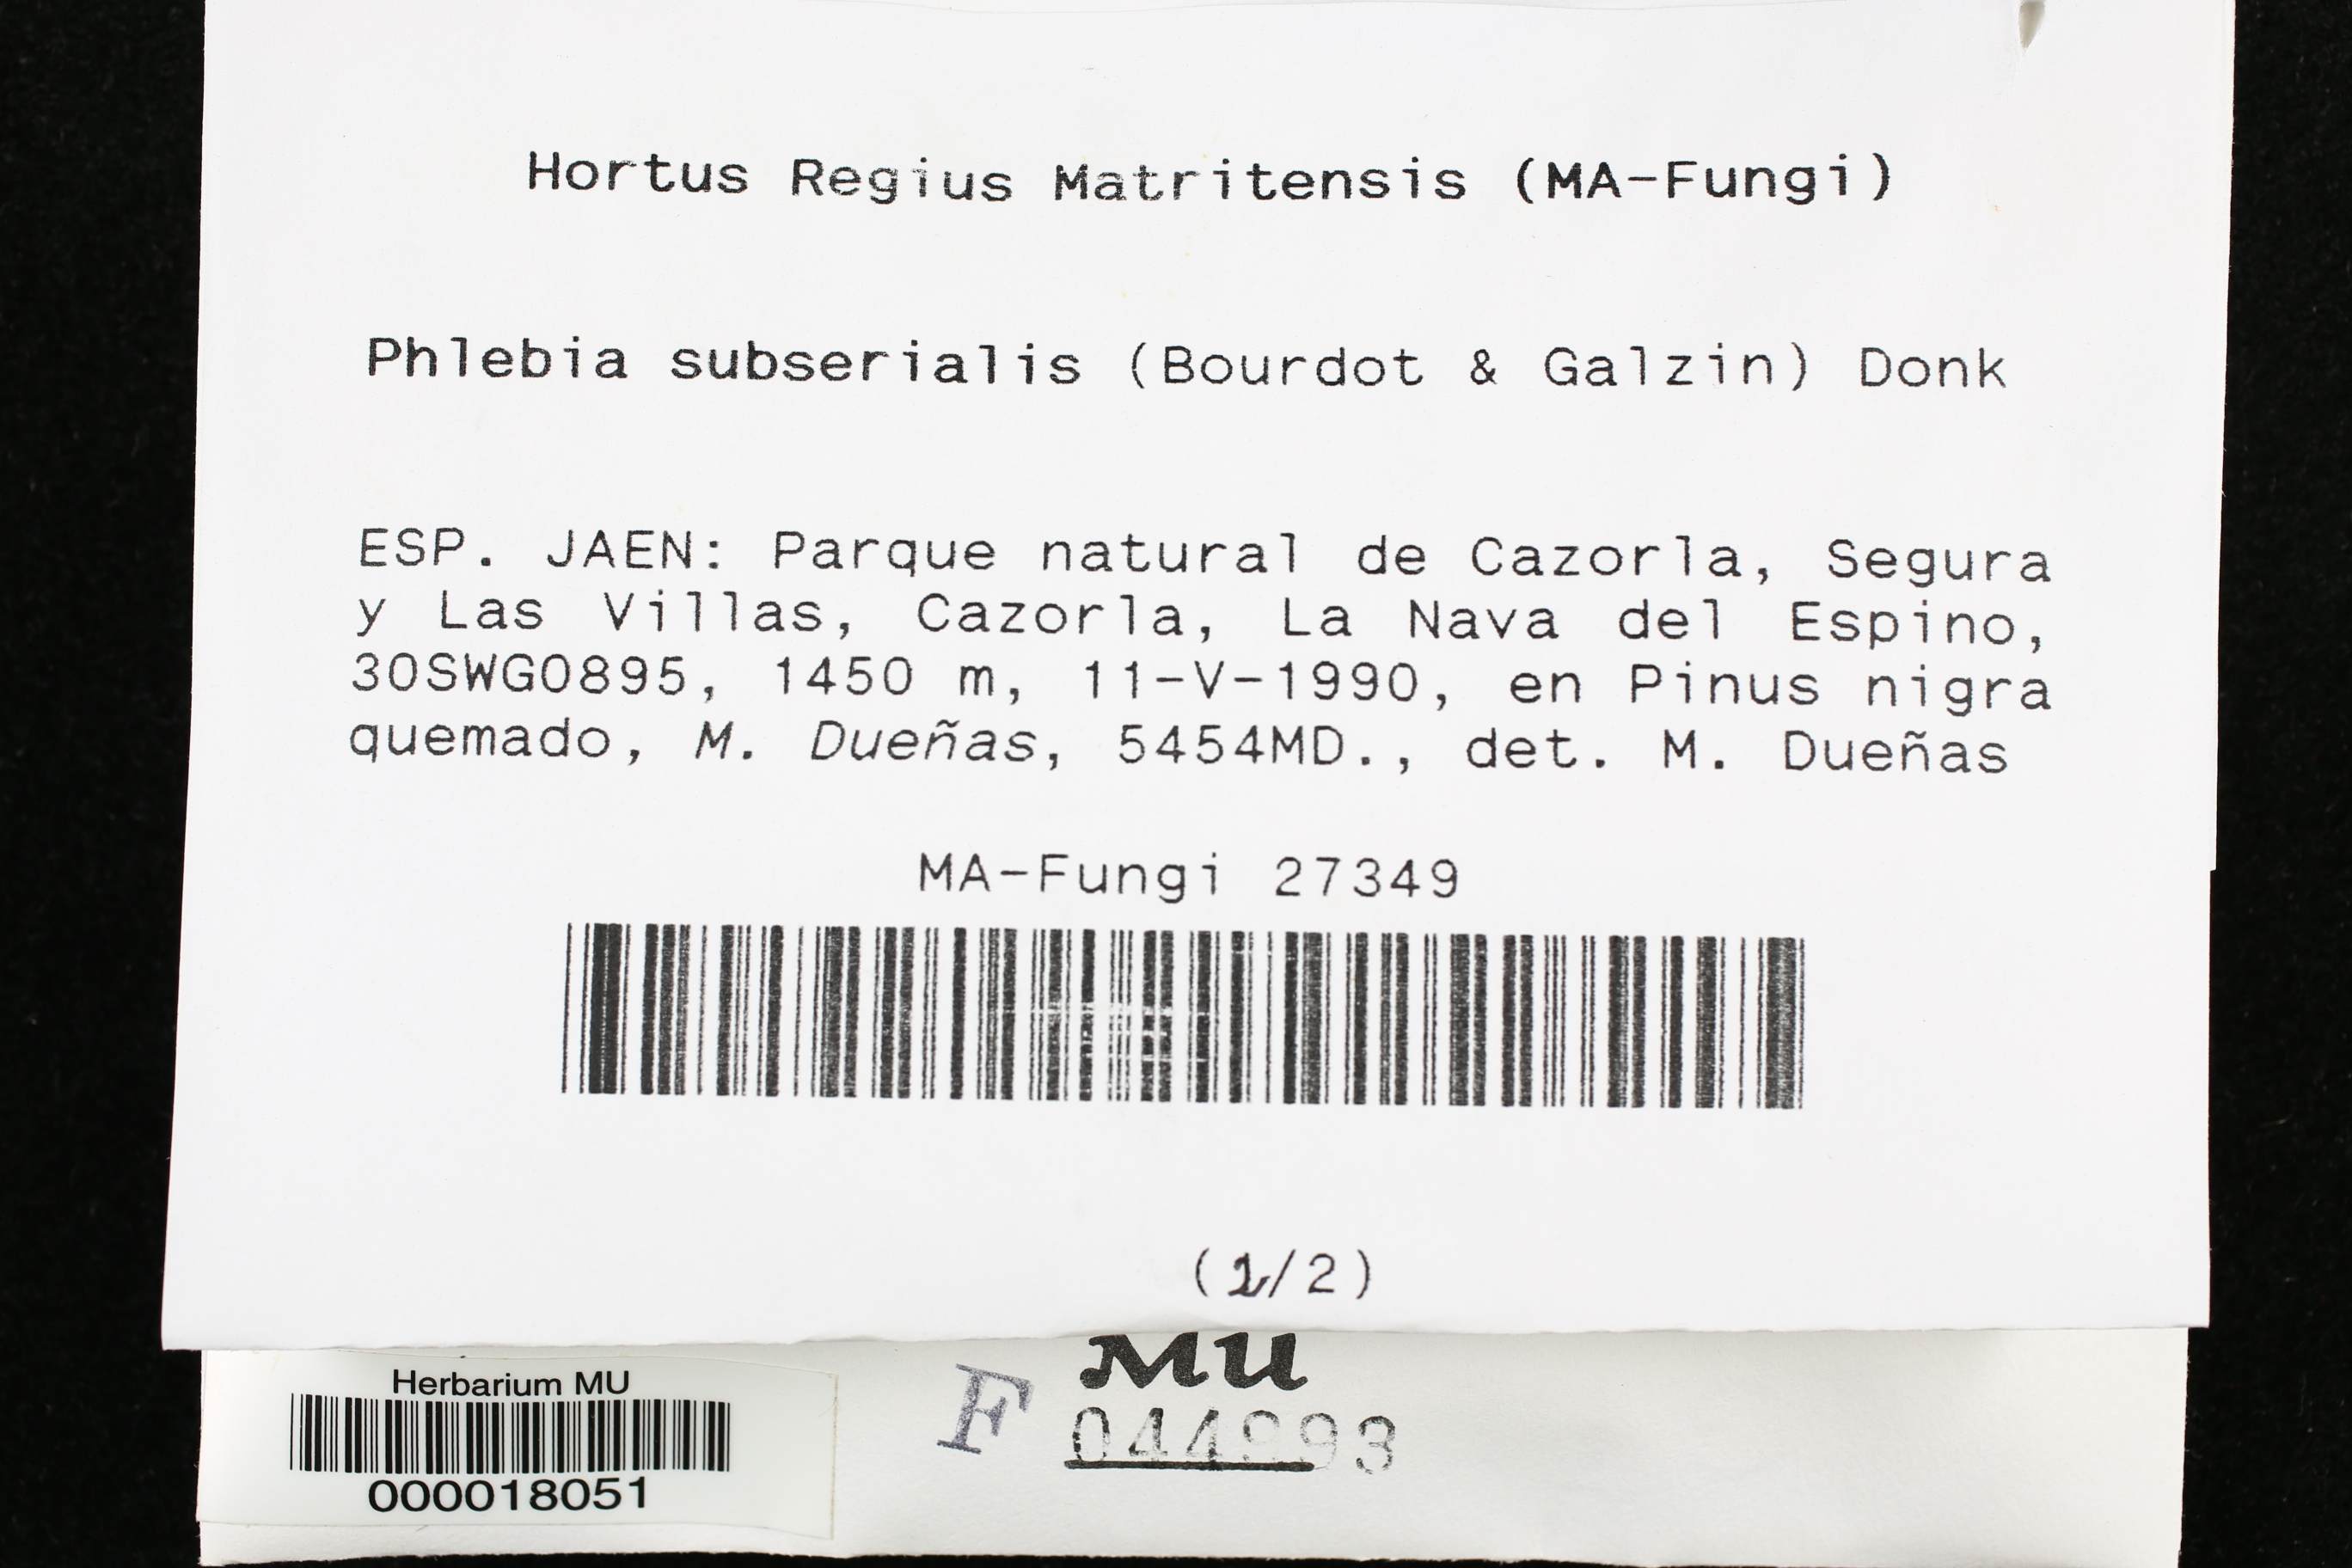 Hortus Regius Matritensis (MA-Fungi)
Phlebia subserialis (Bourdot & Galzin) Donk
ESP. JAEN: Parque natural de Cazorla, Segura
y Las Villas, Cazorla, La Nava del Espino,
30SWG0895, 1450 m, 11-V-1990, en Pinus nigra
quemado, M. Dueñas, 5454MD., det. M. Dueñas
MA-Fungi 27349
(2/2)
MU
F
Herbarium MU
000018051